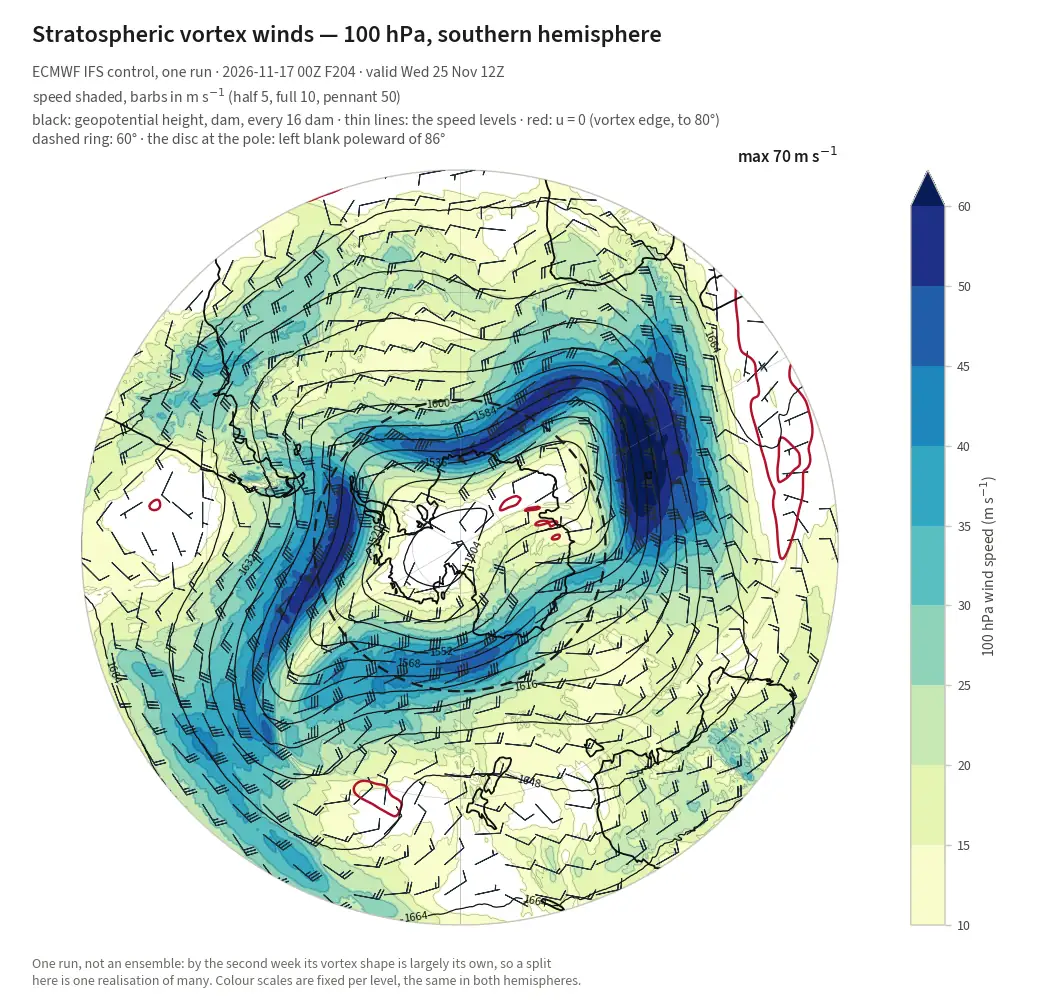 Stratospheric vortex winds — 100 hPa, southern hemisphere
ECMWF IFS control, one run · 2026-11-17 00Z F204 · valid Wed 25 Nov 12Z
speed shaded, barbs in m s⁻¹ (half 5, full 10, pennant 50)
black: geopotential height, dam, every 16 dam · thin lines: the speed levels · red: u = 0 (vortex edge, to 80°)
dashed ring: 60° · the disc at the pole: left blank poleward of 86°
max 70 m s⁻¹
60
50
45
40
35
30
25
20
15
10
100 hPa wind speed (m s⁻¹)
1664
1600
1584
1504
1632
1552
1568
1616
1648
1664
One run, not an ensemble: by the second week its vortex shape is largely its own, so a split
here is one realisation of many. Colour scales are fixed per level, the same in both hemispheres.